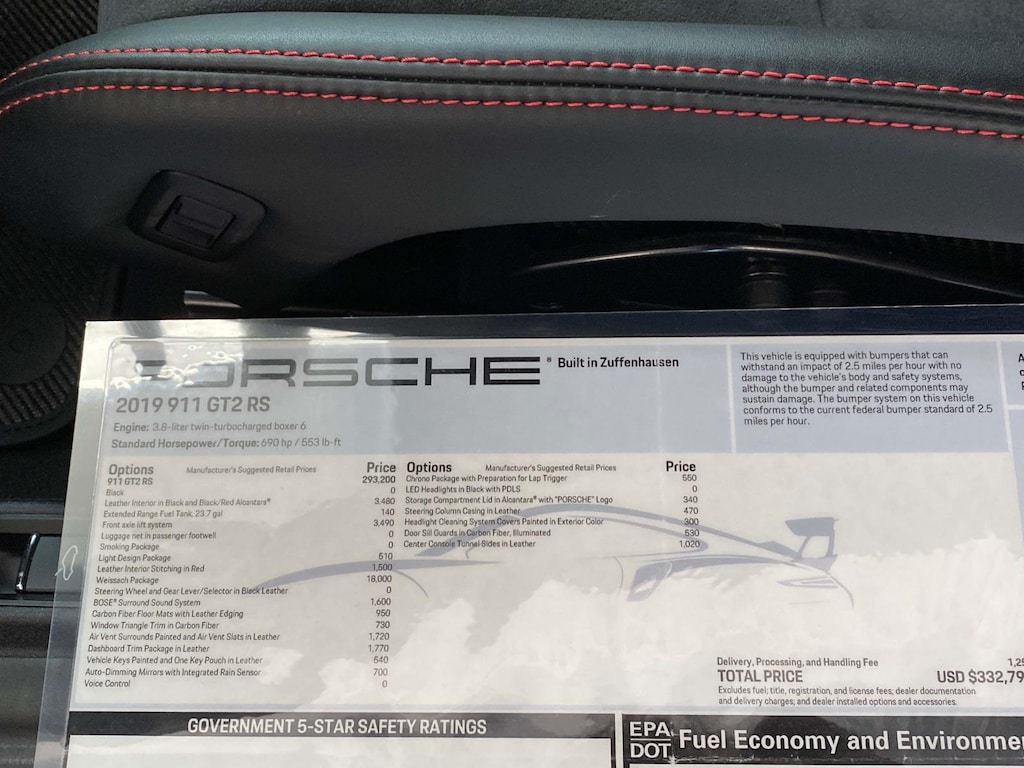 PORSCHE® Built in Zuffenhausen
2019 911 GT2 RS
Engine: 3.8-liter twin-turbocharged boxer 6
Standard Horsepower/Torque: 690 hp / 553 lb-ft
This vehicle is equipped with bumpers that can
withstand an impact of 2.5 miles per hour with no
damage to the vehicle's body and safety systems,
although the bumper and related components may
sustain damage. The bumper system on this vehicle
conforms to the current federal bumper standard of 2.5
miles per hour.
Options Manufacturer's Suggested Retail Prices Price
911 GT2 RS 293,200
Black 0
Leather Interior in Black and Black/Red Alcantara® 3,480
Extended Range Fuel Tank, 23.7 gal 140
Front axle lift system 3,490
Luggage net in passenger footwell 0
Smoking Package 0
Light Design Package 510
Leather Interior Stitching in Red 1,500
Weissach Package 18,000
Steering Wheel and Gear Lever/Selector in Black Leather 0
BOSE® Surround Sound System 1,600
Carbon Fiber Floor Mats with Leather Edging 950
Window Triangle Trim in Carbon Fiber 730
Air Vent Surrounds Painted and Air Vent Slats in Leather 1,720
Dashboard Trim Package in Leather 1,770
Vehicle Keys Painted and One Key Pouch in Leather 540
Auto-Dimming Mirrors with Integrated Rain Sensor 700
Voice Control 0
Options Manufacturer's Suggested Retail Prices Price
Chrono Package with Preparation for Lap Trigger 550
LED Headlights in Black with PDLS 0
Storage Compartment Lid in Alcantara® with "PORSCHE" Logo 340
Steering Column Casing in Leather 470
Headlight Cleaning System Covers Painted in Exterior Color 300
Door Sill Guards in Carbon Fiber, Illuminated 530
Center Console Tunnel Sides in Leather 1,020
Delivery, Processing, and Handling Fee 1,25
TOTAL PRICE USD $332,79
Excludes fuel; title, registration, and license fees; dealer documentation
and delivery charges; and dealer installed options and accessories.
GOVERNMENT 5-STAR SAFETY RATINGS
EPA
DOT Fuel Economy and Environme